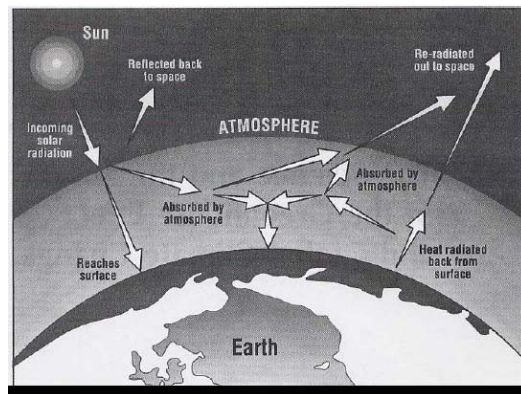 Sun
Reflected back
to space
Re-radiated
out to space
Incoming
solar
radiation
ATMOSPHERE
Absorbed by
atmosphere
Absorbed by
atmosphere
Reaches
surface
Heat radiated
back from
surface
Earth